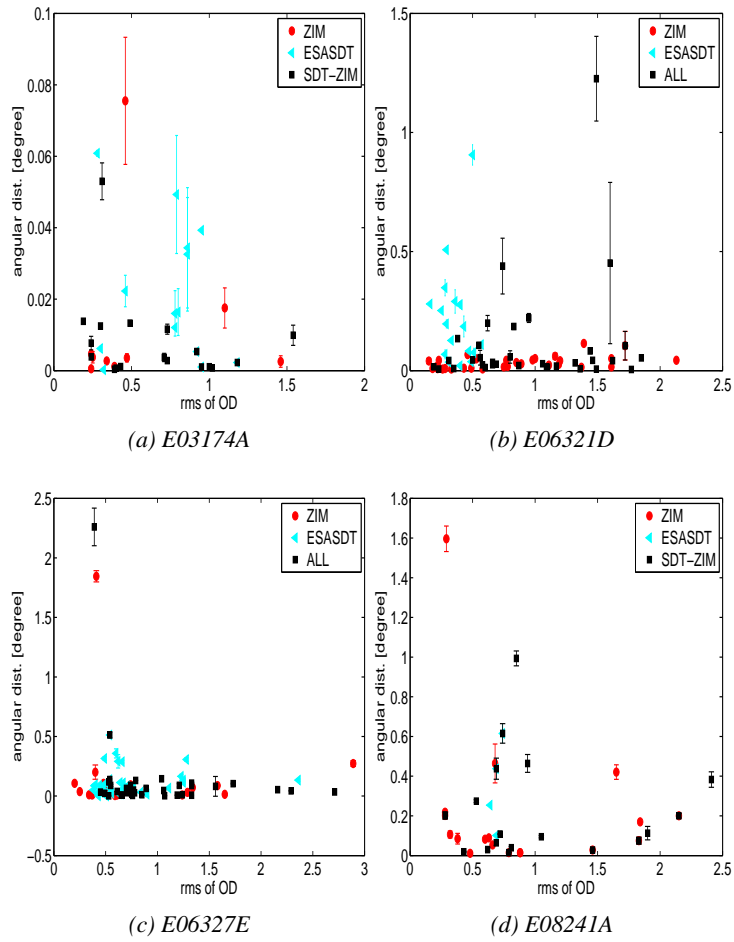 0.1
0.08
0.06
0.04
0.02
0
angular dist. [degree]
ZIM
ESASDT
SDT-ZIM
0 0.5 1 1.5 2
rms of OD
(a) E03174A
1.5
1
0.5
0
angular dist. [degree]
ZIM
ESASDT
ALL
0 0.5 1 1.5 2 2.5
rms of OD
(b) E06321D
2.5
2
1.5
1
0.5
0
-0.5
angular dist. [degree]
ZIM
ESASDT
ALL
0 0.5 1 1.5 2 2.5 3
rms of OD
(c) E06327E
1.8
1.6
1.4
1.2
1
0.8
0.6
0.4
0.2
0
angular dist. [degree]
ZIM
ESASDT
SDT-ZIM
0 0.5 1 1.5 2 2.5
rms of OD
(d) E08241A